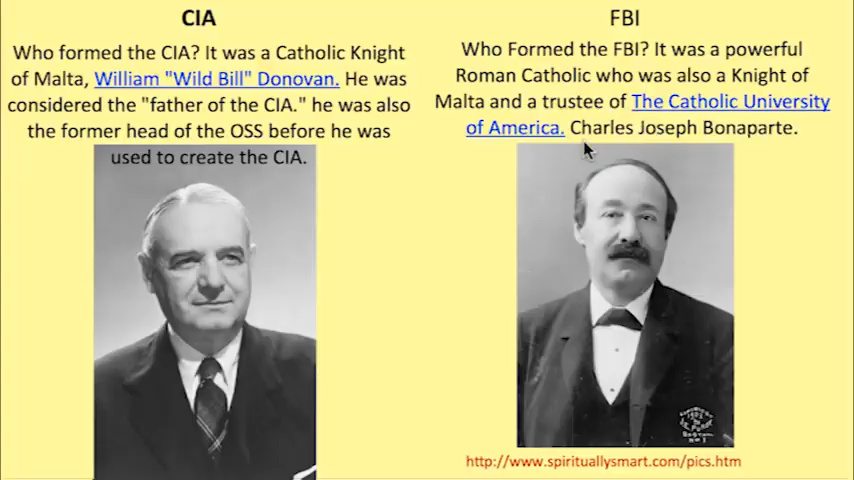 CIA
Who formed the CIA? It was a Catholic Knight
of Malta, William "Wild Bill" Donovan. He was
considered the "father of the CIA." he was also
the former head of the OSS before he was
used to create the CIA.
FBI
Who Formed the FBI? It was a powerful
Roman Catholic who was also a Knight of
Malta and a trustee of The Catholic University
of America. Charles Joseph Bonaparte.
http://www.spirituallysmart.com/pics.htm